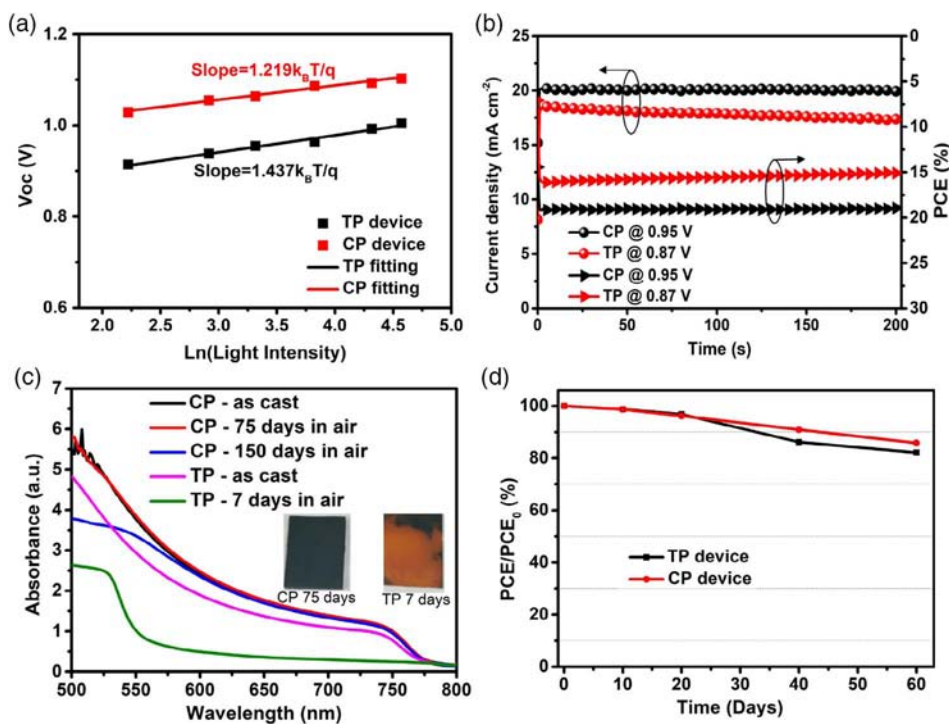 (a)
1.2
1.0
0.8
0.6
Voc (V)
Slope=1.219kBT/q
Slope=1.437kBT/q
TP device
CP device
TP fitting
CP fitting
2.0 2.5 3.0 3.5 4.0 4.5 5.0
Ln(Light Intensity)
(b)
25
20
15
10
5
0
Current density (mA cm-2)
0
5
10
15
20
25
30
PCE (%)
CP @ 0.95 V
TP @ 0.87 V
CP @ 0.95 V
TP @ 0.87 V
0 50 100 150 200
Time (s)
(c)
7
6
5
4
3
2
1
0
Absorbance (a.u.)
CP - as cast
CP - 75 days in air
CP - 150 days in air
TP - as cast
TP - 7 days in air
CP 75 days
TP 7 days
500 550 600 650 700 750 800
Wavelength (nm)
(d)
100
80
60
40
20
0
PCE/PCE0 (%)
TP device
CP device
0 10 20 30 40 50 60
Time (Days)